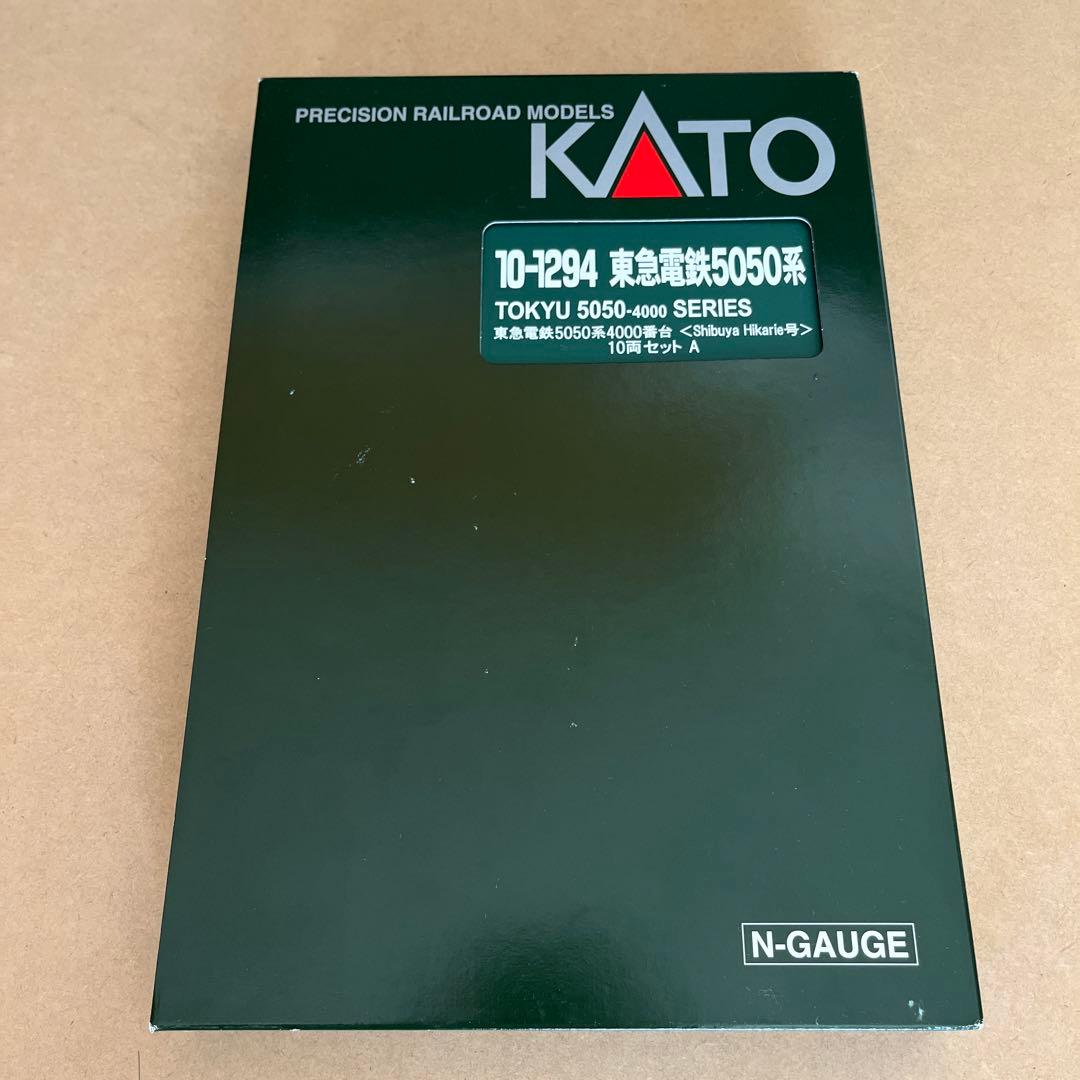 PRECISION RAILROAD MODELS
KATO
10-1294 東急電鉄5050系
TOKYU 5050-4000 SERIES
東急電鉄5050系4000番台 <Shibuya Hikarie号>
10両セット A
N-GAUGE